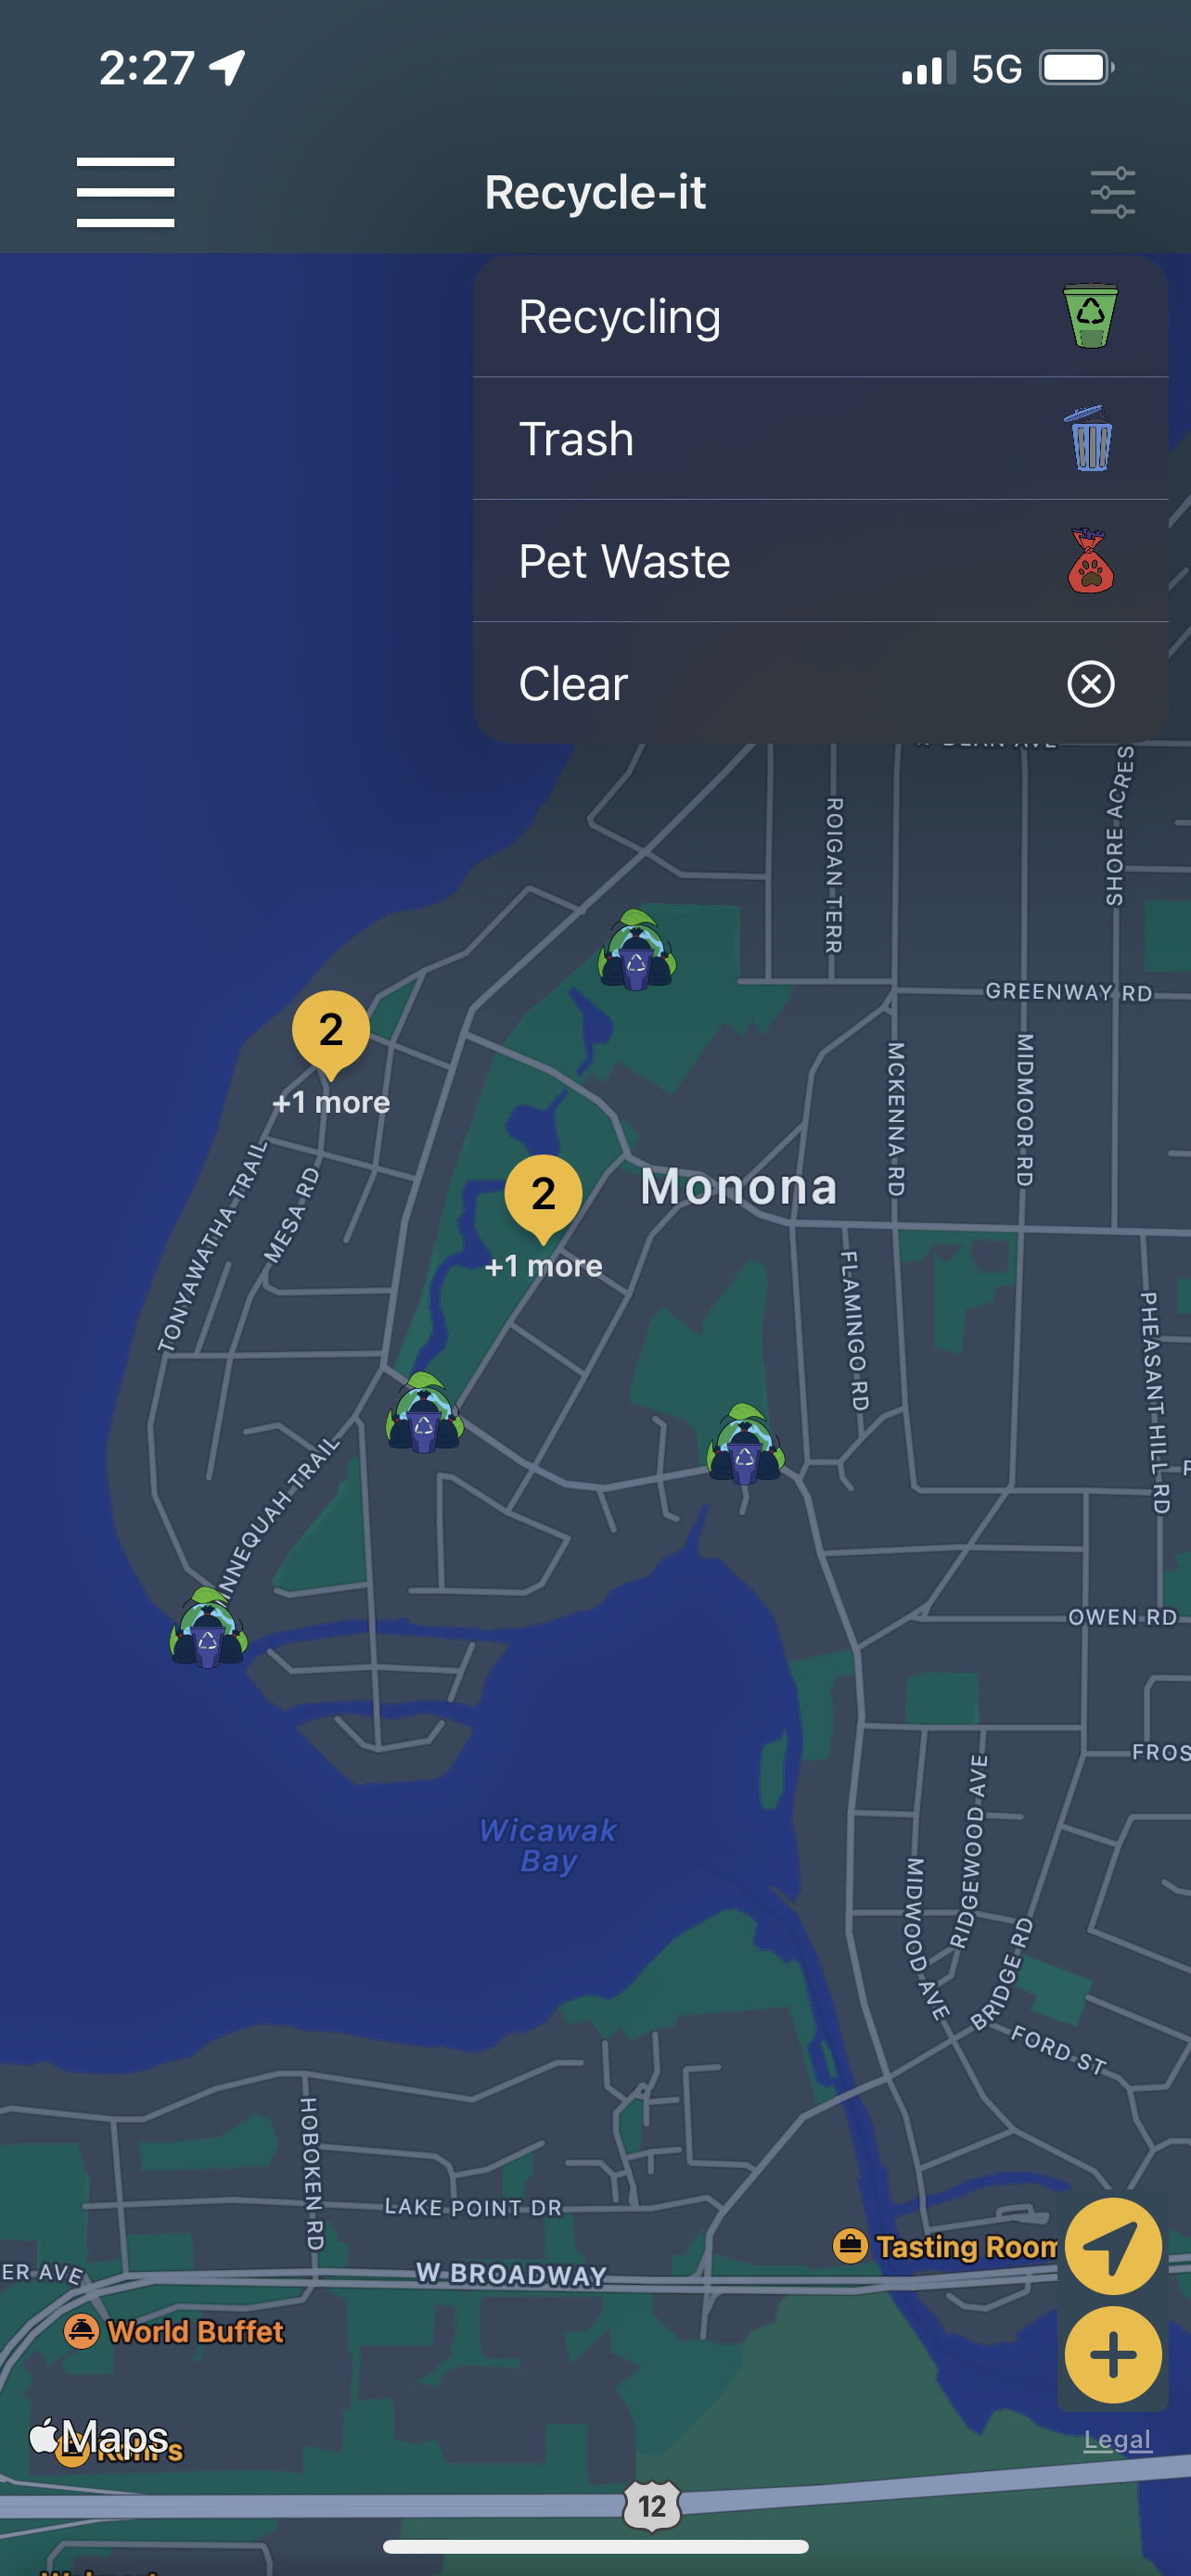 2:27
5G
Recycle-it
Recycling
Trash
Pet Waste
Clear
ROIGAN TERR
SHORE ACRES
GREENWAY RD
2
+1 more
MCKENNA RD
MIDMOOR RD
TONYAWATHA TRAIL
MESA RD
2
+1 more
Monona
FLAMINGO RD
PHEASANT HILL RD
NNEQUAH TRAIL
OWEN RD
FROS
Wicawak
Bay
MIDWOOD AVE
RIDGEWOOD AVE
BRIDGE RD
FORD ST
HOBOKEN RD
LAKE POINT DR
Tasting Room
W BROADWAY
ER AVE
World Buffet
Maps
Legal
12